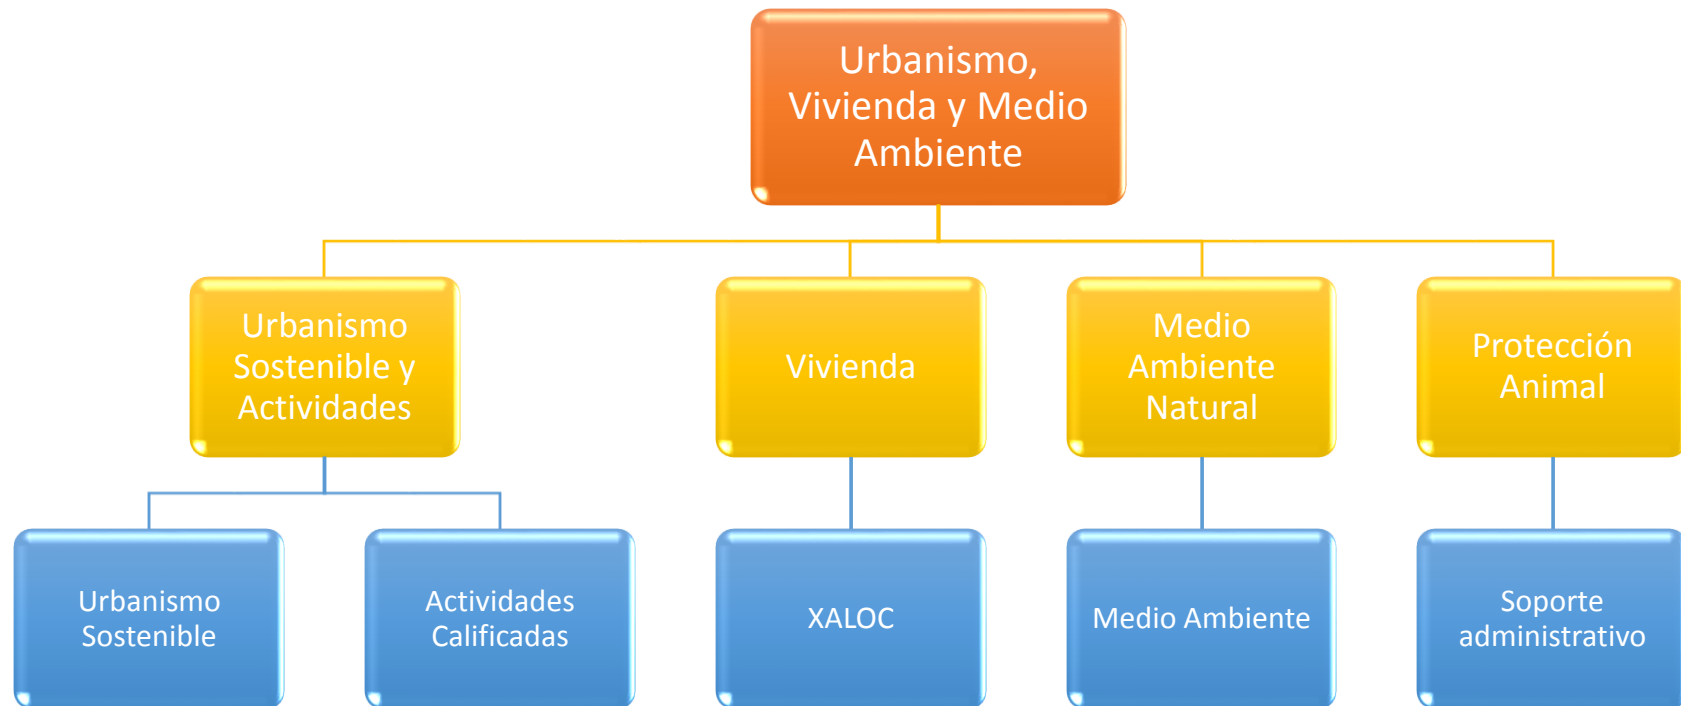 Urbanismo,
Vivienda y Medio
Ambiente
Urbanismo
Sostenible y
Actividades
Vivienda
Medio
Ambiente
Natural
Protección
Animal
Urbanismo
Sostenible
Actividades
Calificadas
XALOC
Medio Ambiente
Soporte
administrativo